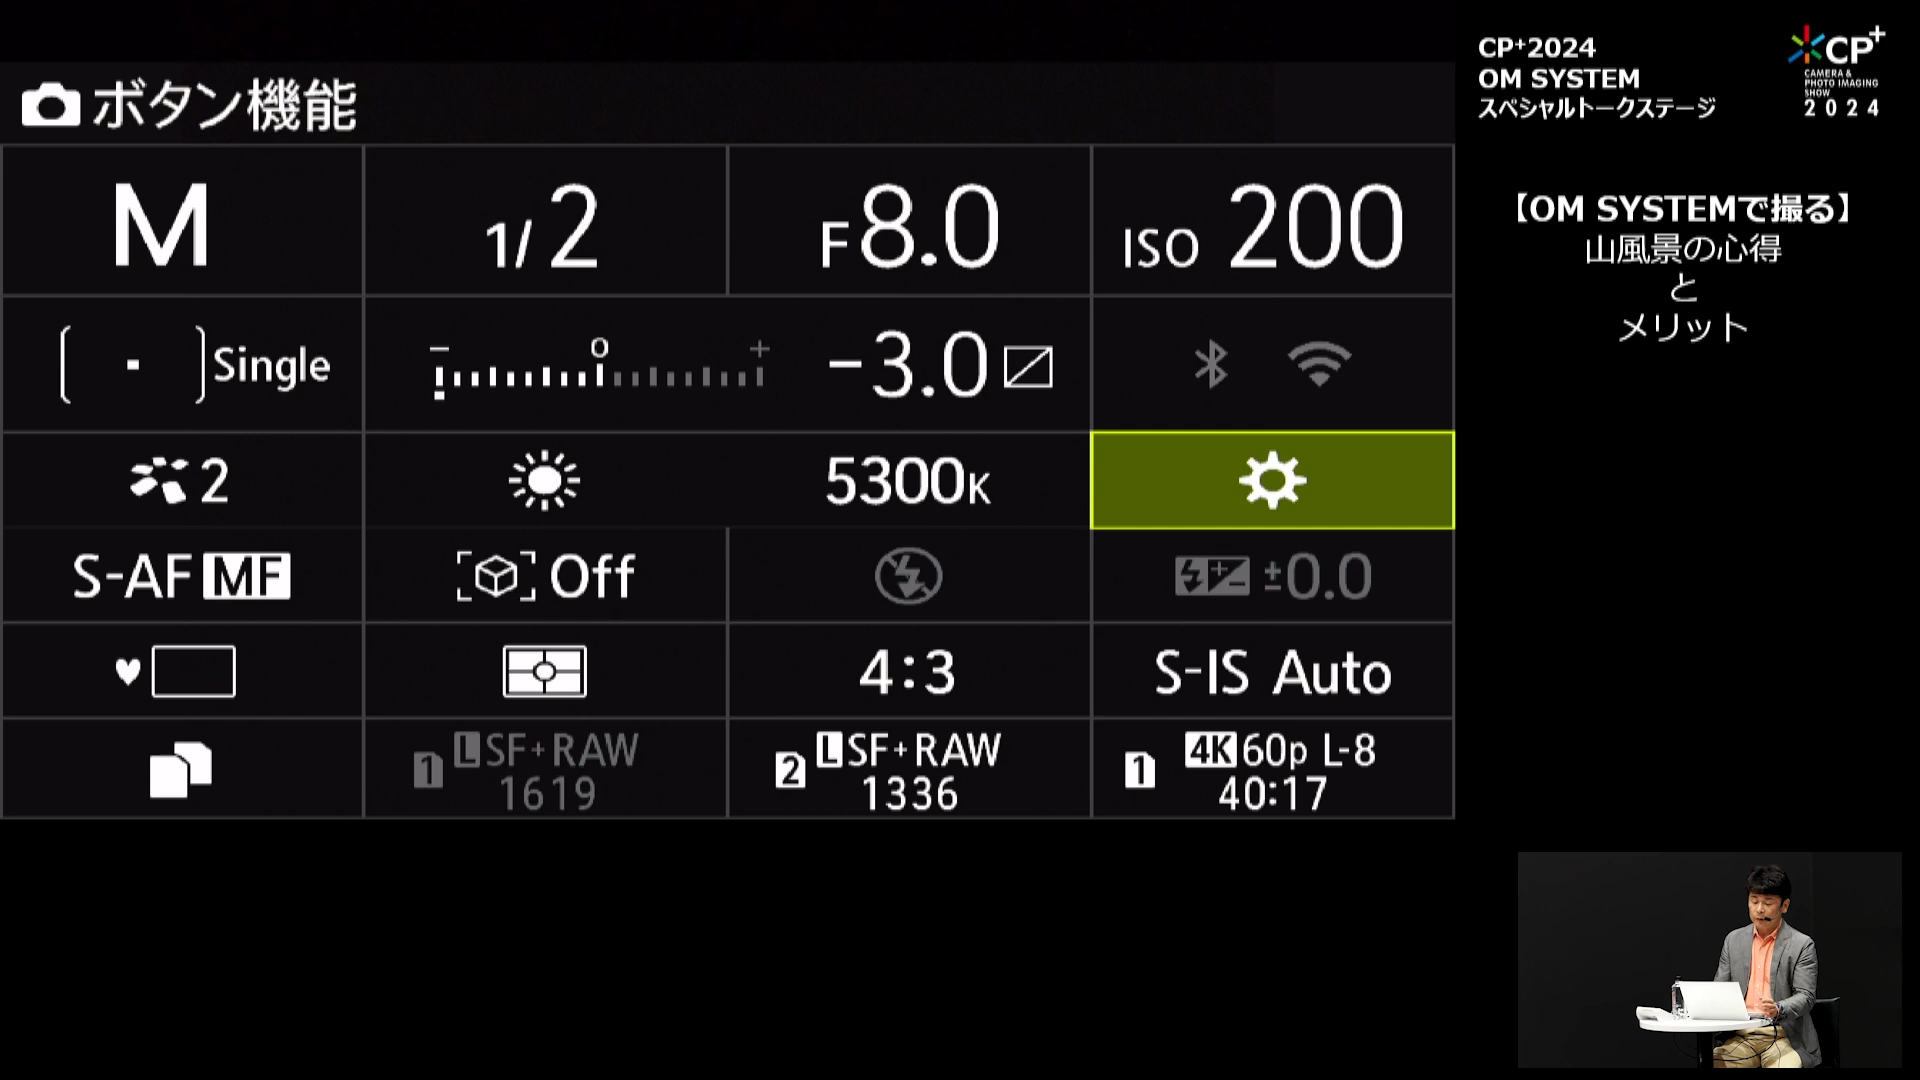 ボタン機能
M
1/2
F8.0
ISO 200
Single
− 0 + −3.0
2
5300K
S-AF MF
Off
±0.0
4:3
S-IS Auto
1 L SF+RAW
1619
2 L SF+RAW
1336
1 4K 60p L-8
40:17
CP+2024
OM SYSTEM
スペシャルトークステージ
CP+
CAMERA &
PHOTO IMAGING
SHOW
2024
【OM SYSTEMで撮る】
山風景の心得
と
メリット